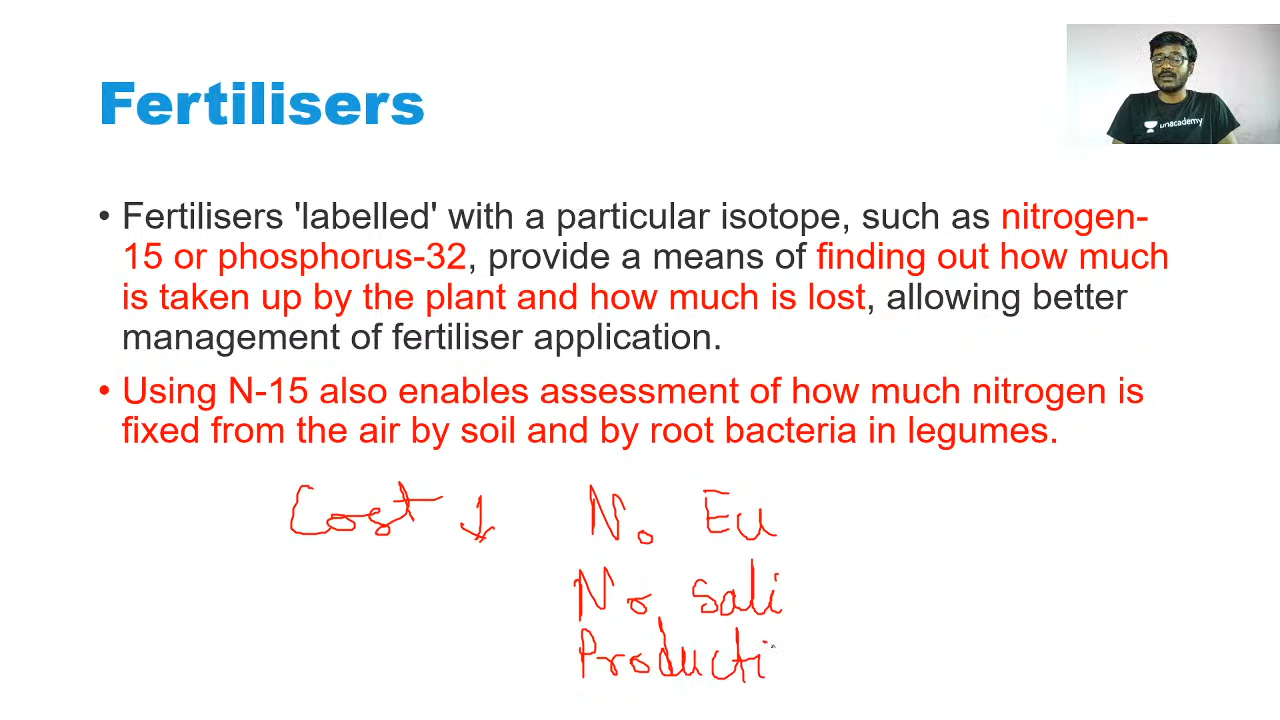 Fertilisers
unacademy
• Fertilisers 'labelled' with a particular isotope, such as nitrogen-
15 or phosphorus-32, provide a means of finding out how much
is taken up by the plant and how much is lost, allowing better
management of fertiliser application.
• Using N-15 also enables assessment of how much nitrogen is
fixed from the air by soil and by root bacteria in legumes.
Cost ↓ No Eu
No Sali
Producti